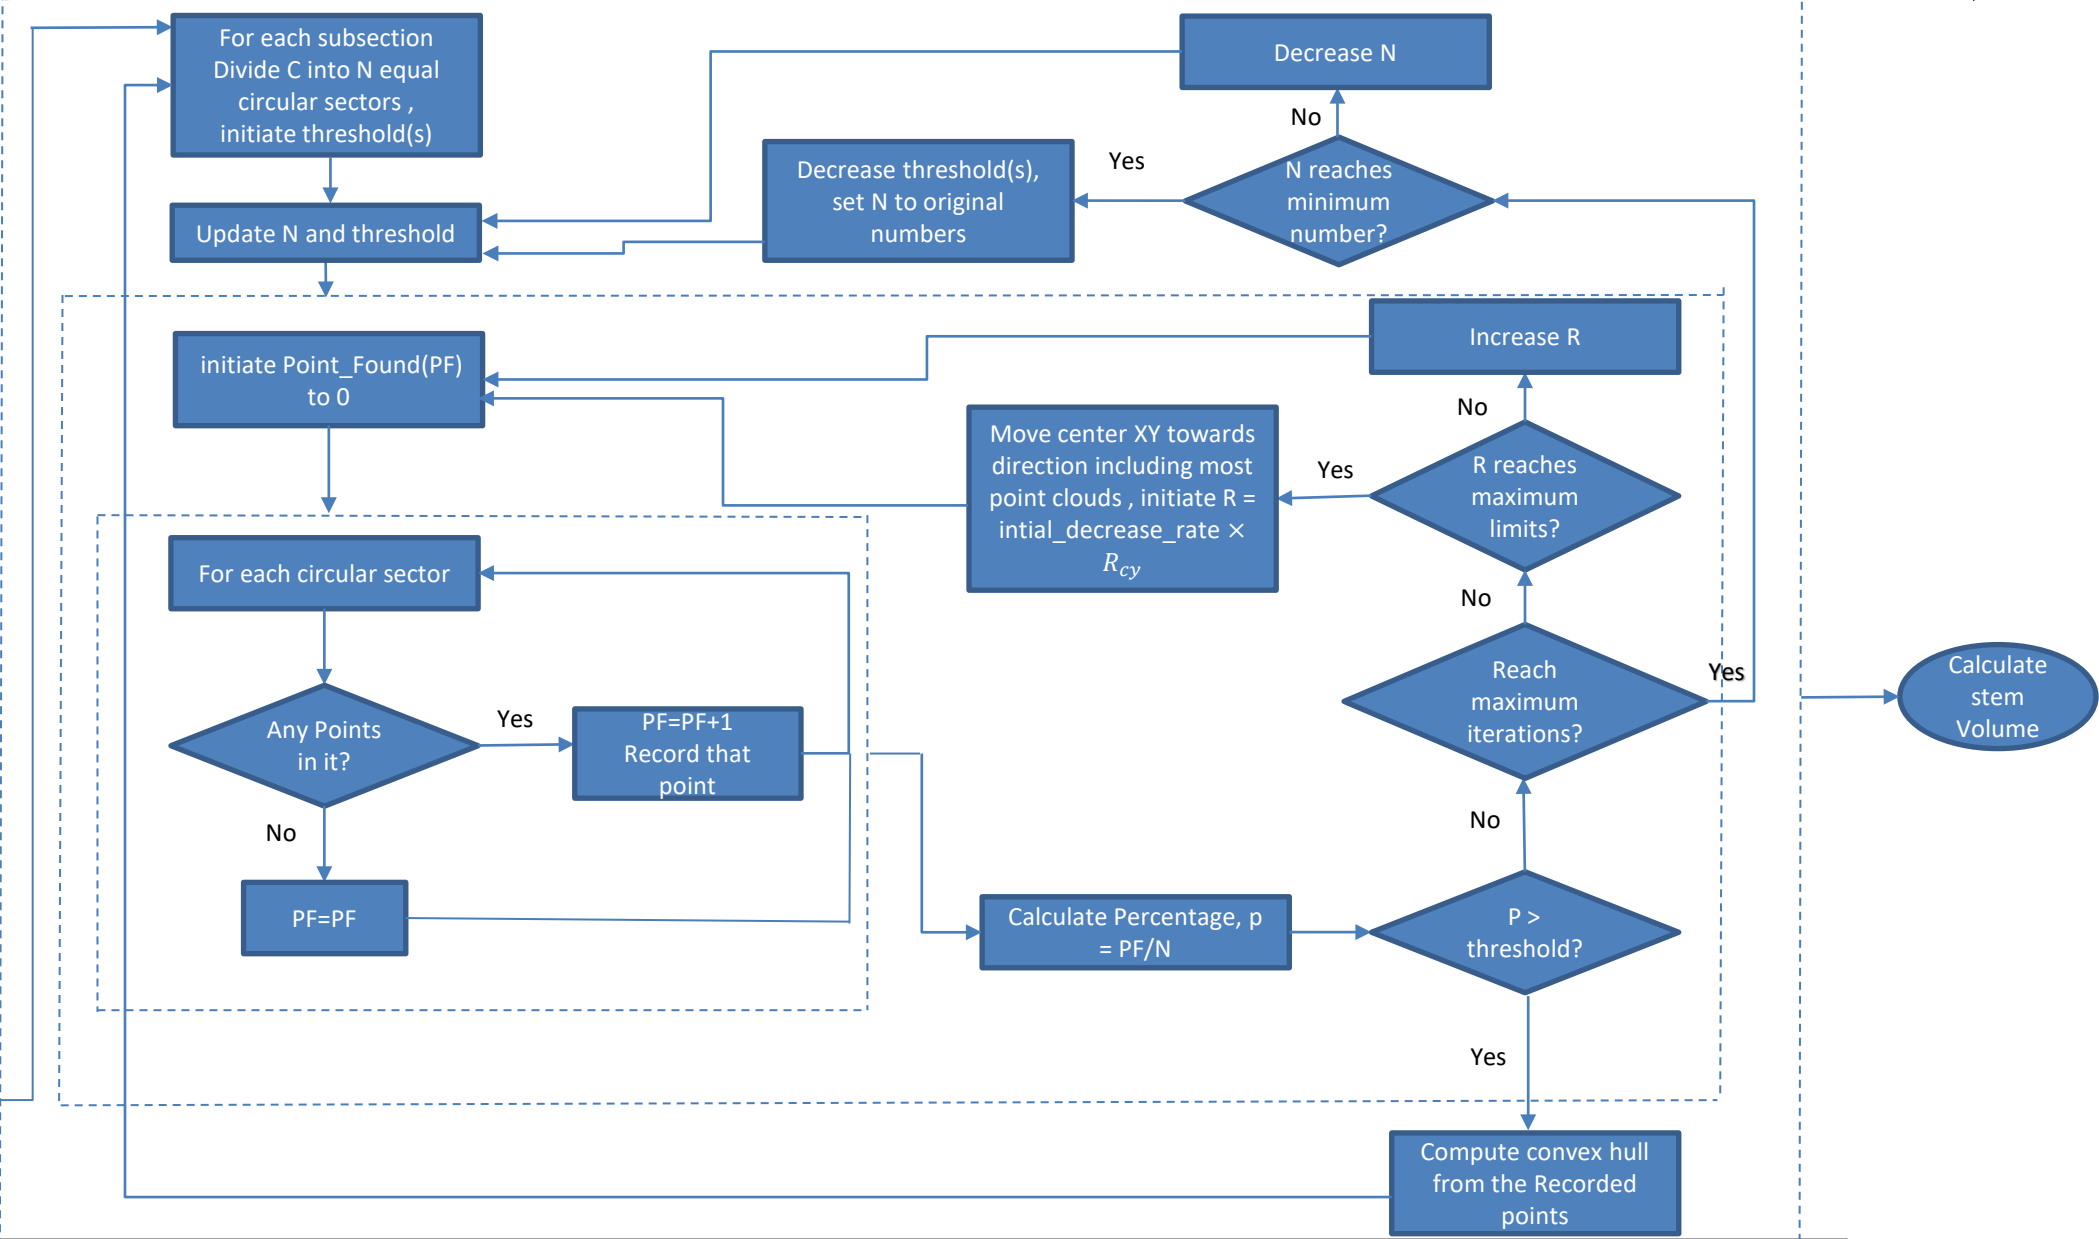 For each subsection
Divide C into N equal
circular sectors ,
initiate threshold(s)
Decrease N
No
N reaches
minimum
number?
Yes
Decrease threshold(s),
set N to original
numbers
Update N and threshold
Increase R
initiate Point_Found(PF)
to 0
No
R reaches
maximum
limits?
Yes
Move center XY towards
direction including most
point clouds , initiate R =
intial_decrease_rate ×
R_cy
For each circular sector
No
Reach
maximum
iterations?
Yes
Calculate
stem
Volume
Any Points
in it?
Yes
PF=PF+1
Record that
point
No
PF=PF
No
Calculate Percentage, p
= PF/N
P >
threshold?
Yes
Compute convex hull
from the Recorded
points